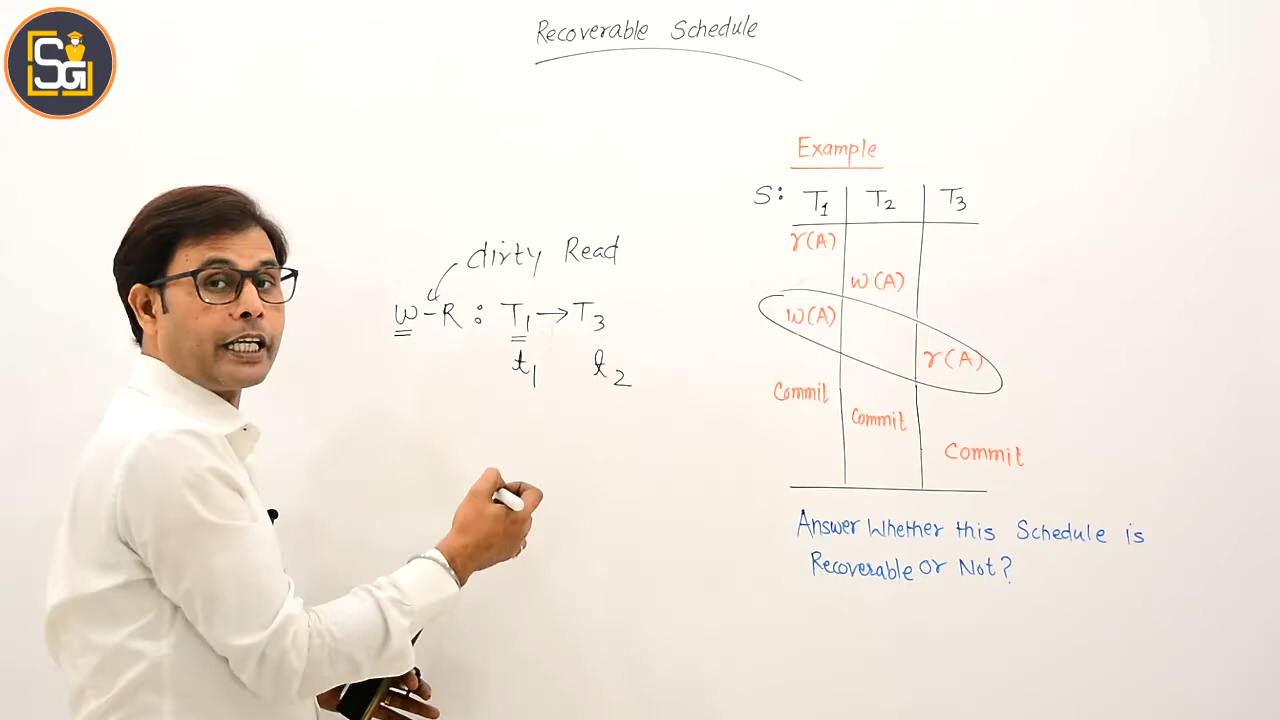 SG
Recoverable Schedule
Example
S: T1 T2 T3
r(A)
w(A)
w(A)
r(A)
Commit
Commit
Commit
dirty Read
W-R : T1→T3
t1 t2
Answer Whether this Schedule is
Recoverable or Not?